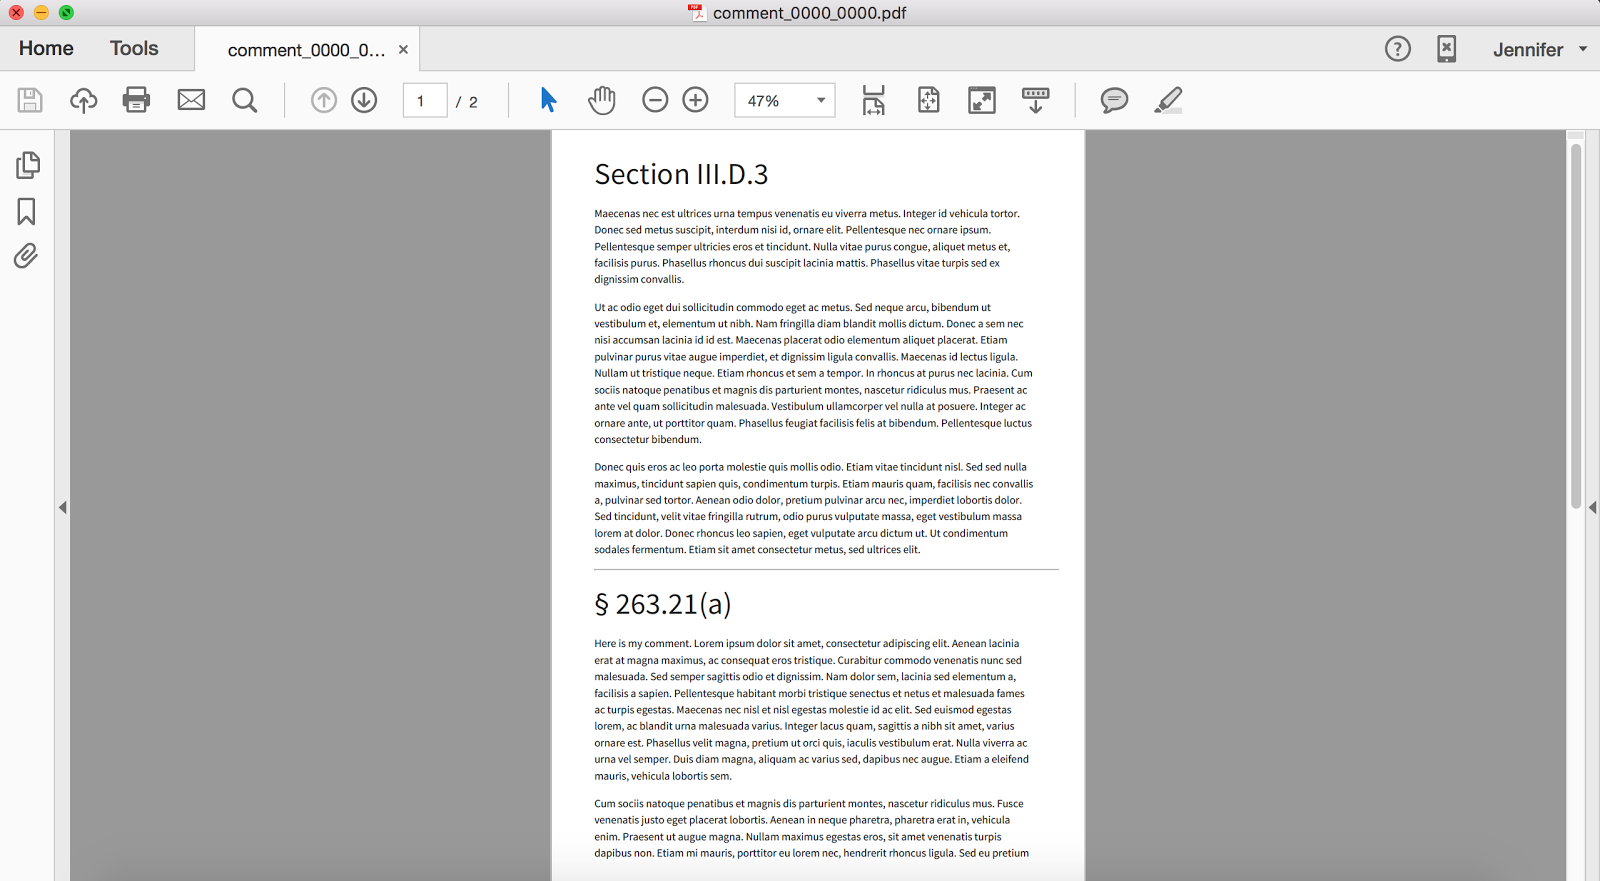 comment_0000_0000.pdf
Home Tools comment_0000_0... × Jennifer
1 / 2 47%
Section III.D.3
Maecenas nec est ultrices urna tempus venenatis eu viverra metus. Integer id vehicula tortor.
Donec sed metus suscipit, interdum nisi id, ornare elit. Pellentesque nec ornare ipsum.
Pellentesque semper ultricies eros et tincidunt. Nulla vitae purus congue, aliquet metus et,
facilisis purus. Phasellus rhoncus dui suscipit lacinia mattis. Phasellus vitae turpis sed ex
dignissim convallis.
Ut ac odio eget dui sollicitudin commodo eget ac metus. Sed neque arcu, bibendum ut
vestibulum et, elementum ut nibh. Nam fringilla diam blandit mollis dictum. Donec a sem nec
nisi accumsan lacinia id id est. Maecenas placerat odio elementum aliquet placerat. Etiam
pulvinar purus vitae augue imperdiet, et dignissim ligula convallis. Maecenas id lectus ligula.
Nullam ut tristique neque. Etiam rhoncus et sem a tempor. In rhoncus at purus nec lacinia. Cum
sociis natoque penatibus et magnis dis parturient montes, nascetur ridiculus mus. Praesent ac
ante vel quam sollicitudin malesuada. Vestibulum ullamcorper vel nulla at posuere. Integer ac
ornare ante, ut porttitor quam. Phasellus feugiat facilisis felis at bibendum. Pellentesque luctus
consectetur bibendum.
Donec quis eros ac leo porta molestie quis mollis odio. Etiam vitae tincidunt nisl. Sed sed nulla
maximus, tincidunt sapien quis, condimentum turpis. Etiam mauris quam, facilisis nec convallis
a, pulvinar sed tortor. Aenean odio dolor, pretium pulvinar arcu nec, imperdiet lobortis dolor.
Sed tincidunt, velit vitae fringilla rutrum, odio purus vulputate massa, eget vestibulum massa
lorem at dolor. Donec rhoncus leo sapien, eget vulputate arcu dictum ut. Ut condimentum
sodales fermentum. Etiam sit amet consectetur metus, sed ultrices elit.
§ 263.21(a)
Here is my comment. Lorem ipsum dolor sit amet, consectetur adipiscing elit. Aenean lacinia
erat at magna maximus, ac consequat eros tristique. Curabitur commodo venenatis nunc sed
malesuada. Sed semper sagittis odio et dignissim. Nam dolor sem, lacinia sed elementum a,
facilisis a sapien. Pellentesque habitant morbi tristique senectus et netus et malesuada fames
ac turpis egestas. Maecenas nec nisl et nisl egestas molestie id ac elit. Sed euismod egestas
lorem, ac blandit urna malesuada varius. Integer lacus quam, sagittis a nibh sit amet, varius
ornare est. Phasellus velit magna, pretium ut orci quis, iaculis vestibulum erat. Nulla viverra ac
urna vel semper. Duis diam magna, aliquam ac varius sed, dapibus nec augue. Etiam a eleifend
mauris, vehicula lobortis sem.
Cum sociis natoque penatibus et magnis dis parturient montes, nascetur ridiculus mus. Fusce
venenatis justo eget placerat lobortis. Aenean in neque pharetra, pharetra erat in, vehicula
enim. Praesent ut augue magna. Nullam maximus egestas eros, sit amet venenatis turpis
dapibus non. Etiam mi mauris, porttitor eu lorem nec, hendrerit rhoncus ligula. Sed eu pretium